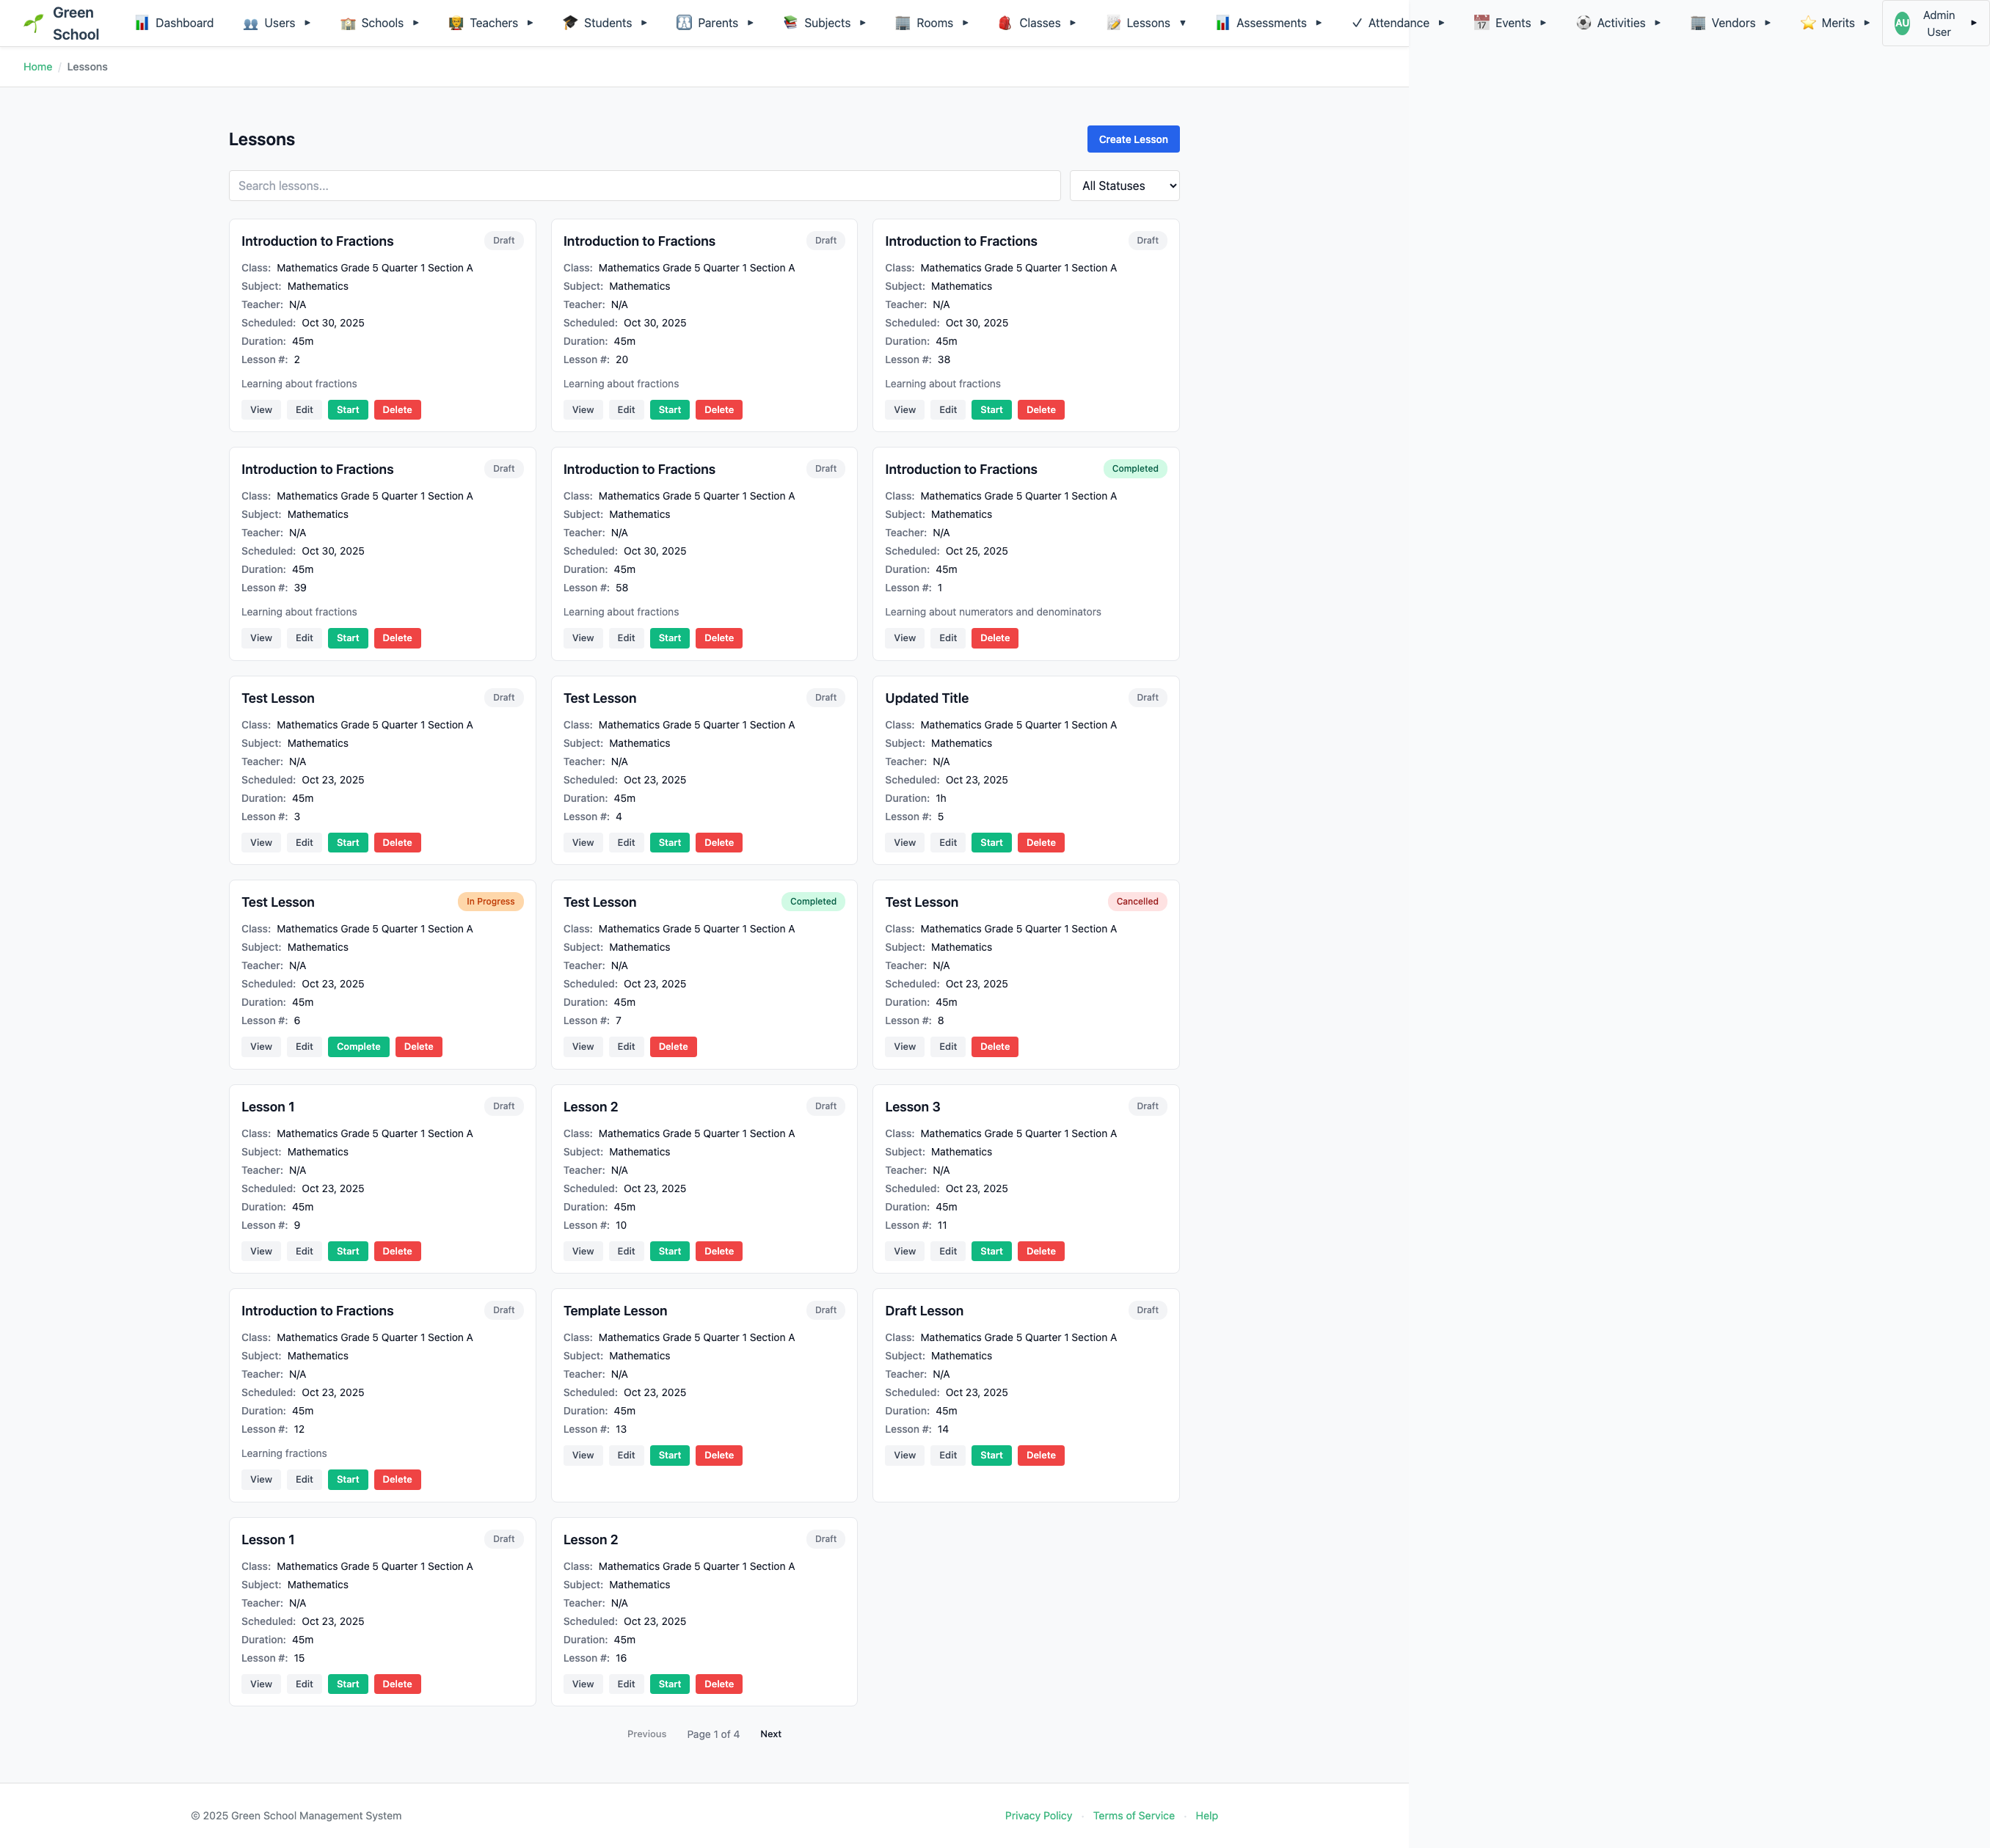 Green School
Dashboard
Users ▸
Schools ▸
Teachers ▸
Students ▸
Parents ▸
Subjects ▸
Rooms ▸
Classes ▸
Lessons ▾
Assessments ▸
✓ Attendance ▸
Events ▸
Activities ▸
Vendors ▸
Merits ▸
AU Admin User ▸
Home / Lessons
Lessons
Create Lesson
Search lessons...
All Statuses
Introduction to Fractions Draft
Class: Mathematics Grade 5 Quarter 1 Section A
Subject: Mathematics
Teacher: N/A
Scheduled: Oct 30, 2025
Duration: 45m
Lesson #: 2
Learning about fractions
View Edit Start Delete
Introduction to Fractions Draft
Class: Mathematics Grade 5 Quarter 1 Section A
Subject: Mathematics
Teacher: N/A
Scheduled: Oct 30, 2025
Duration: 45m
Lesson #: 20
Learning about fractions
View Edit Start Delete
Introduction to Fractions Draft
Class: Mathematics Grade 5 Quarter 1 Section A
Subject: Mathematics
Teacher: N/A
Scheduled: Oct 30, 2025
Duration: 45m
Lesson #: 38
Learning about fractions
View Edit Start Delete
Introduction to Fractions Draft
Class: Mathematics Grade 5 Quarter 1 Section A
Subject: Mathematics
Teacher: N/A
Scheduled: Oct 30, 2025
Duration: 45m
Lesson #: 39
Learning about fractions
View Edit Start Delete
Introduction to Fractions Draft
Class: Mathematics Grade 5 Quarter 1 Section A
Subject: Mathematics
Teacher: N/A
Scheduled: Oct 30, 2025
Duration: 45m
Lesson #: 58
Learning about fractions
View Edit Start Delete
Introduction to Fractions Completed
Class: Mathematics Grade 5 Quarter 1 Section A
Subject: Mathematics
Teacher: N/A
Scheduled: Oct 25, 2025
Duration: 45m
Lesson #: 1
Learning about numerators and denominators
View Edit Delete
Test Lesson Draft
Class: Mathematics Grade 5 Quarter 1 Section A
Subject: Mathematics
Teacher: N/A
Scheduled: Oct 23, 2025
Duration: 45m
Lesson #: 3
View Edit Start Delete
Test Lesson Draft
Class: Mathematics Grade 5 Quarter 1 Section A
Subject: Mathematics
Teacher: N/A
Scheduled: Oct 23, 2025
Duration: 45m
Lesson #: 4
View Edit Start Delete
Updated Title Draft
Class: Mathematics Grade 5 Quarter 1 Section A
Subject: Mathematics
Teacher: N/A
Scheduled: Oct 23, 2025
Duration: 1h
Lesson #: 5
View Edit Start Delete
Test Lesson In Progress
Class: Mathematics Grade 5 Quarter 1 Section A
Subject: Mathematics
Teacher: N/A
Scheduled: Oct 23, 2025
Duration: 45m
Lesson #: 6
View Edit Complete Delete
Test Lesson Completed
Class: Mathematics Grade 5 Quarter 1 Section A
Subject: Mathematics
Teacher: N/A
Scheduled: Oct 23, 2025
Duration: 45m
Lesson #: 7
View Edit Delete
Test Lesson Cancelled
Class: Mathematics Grade 5 Quarter 1 Section A
Subject: Mathematics
Teacher: N/A
Scheduled: Oct 23, 2025
Duration: 45m
Lesson #: 8
View Edit Delete
Lesson 1 Draft
Class: Mathematics Grade 5 Quarter 1 Section A
Subject: Mathematics
Teacher: N/A
Scheduled: Oct 23, 2025
Duration: 45m
Lesson #: 9
View Edit Start Delete
Lesson 2 Draft
Class: Mathematics Grade 5 Quarter 1 Section A
Subject: Mathematics
Teacher: N/A
Scheduled: Oct 23, 2025
Duration: 45m
Lesson #: 10
View Edit Start Delete
Lesson 3 Draft
Class: Mathematics Grade 5 Quarter 1 Section A
Subject: Mathematics
Teacher: N/A
Scheduled: Oct 23, 2025
Duration: 45m
Lesson #: 11
View Edit Start Delete
Introduction to Fractions Draft
Class: Mathematics Grade 5 Quarter 1 Section A
Subject: Mathematics
Teacher: N/A
Scheduled: Oct 23, 2025
Duration: 45m
Lesson #: 12
Learning fractions
View Edit Start Delete
Template Lesson Draft
Class: Mathematics Grade 5 Quarter 1 Section A
Subject: Mathematics
Teacher: N/A
Scheduled: Oct 23, 2025
Duration: 45m
Lesson #: 13
View Edit Start Delete
Draft Lesson Draft
Class: Mathematics Grade 5 Quarter 1 Section A
Subject: Mathematics
Teacher: N/A
Scheduled: Oct 23, 2025
Duration: 45m
Lesson #: 14
View Edit Start Delete
Lesson 1 Draft
Class: Mathematics Grade 5 Quarter 1 Section A
Subject: Mathematics
Teacher: N/A
Scheduled: Oct 23, 2025
Duration: 45m
Lesson #: 15
View Edit Start Delete
Lesson 2 Draft
Class: Mathematics Grade 5 Quarter 1 Section A
Subject: Mathematics
Teacher: N/A
Scheduled: Oct 23, 2025
Duration: 45m
Lesson #: 16
View Edit Start Delete
Previous Page 1 of 4 Next
© 2025 Green School Management System
Privacy Policy · Terms of Service · Help